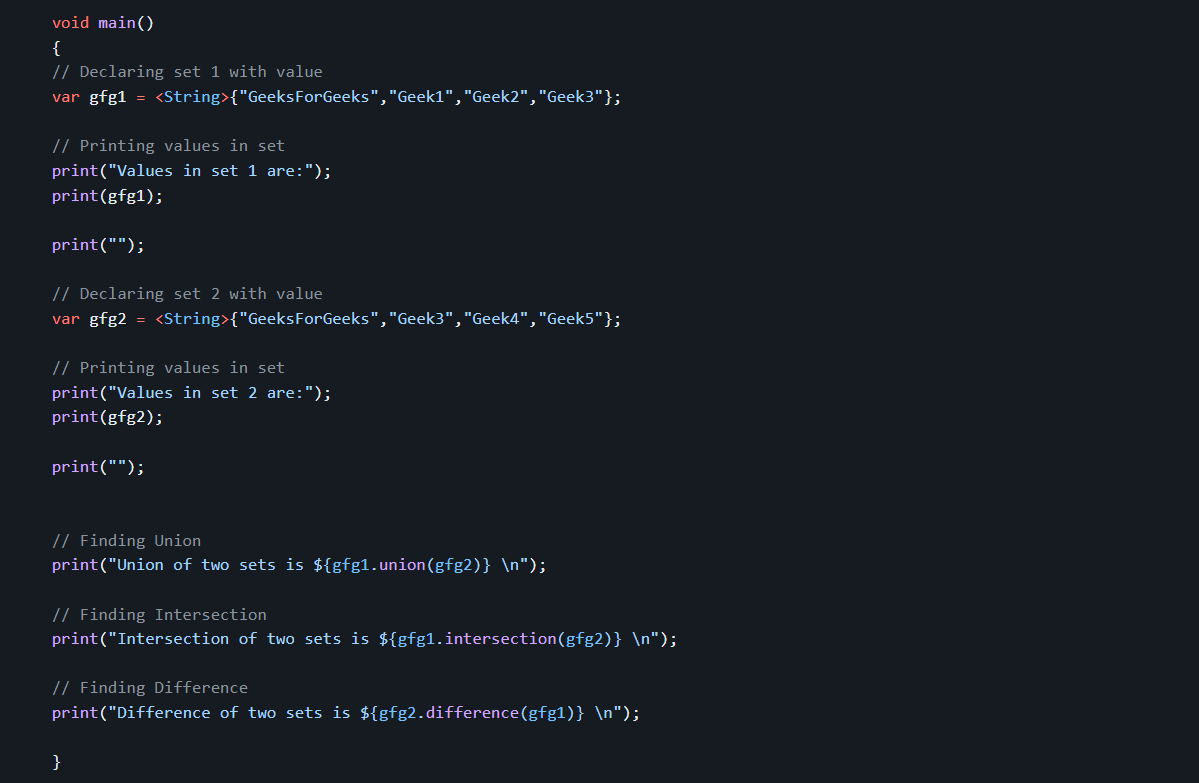 void main()
{
// Declaring set 1 with value
var gfg1 = <String>{"GeeksForGeeks","Geek1","Geek2","Geek3"};
// Printing values in set
print("Values in set 1 are:");
print(gfg1);
print("");
// Declaring set 2 with value
var gfg2 = <String>{"GeeksForGeeks","Geek3","Geek4","Geek5"};
// Printing values in set
print("Values in set 2 are:");
print(gfg2);
print("");
// Finding Union
print("Union of two sets is ${gfg1.union(gfg2)} \n");
// Finding Intersection
print("Intersection of two sets is ${gfg1.intersection(gfg2)} \n");
// Finding Difference
print("Difference of two sets is ${gfg2.difference(gfg1)} \n");
}